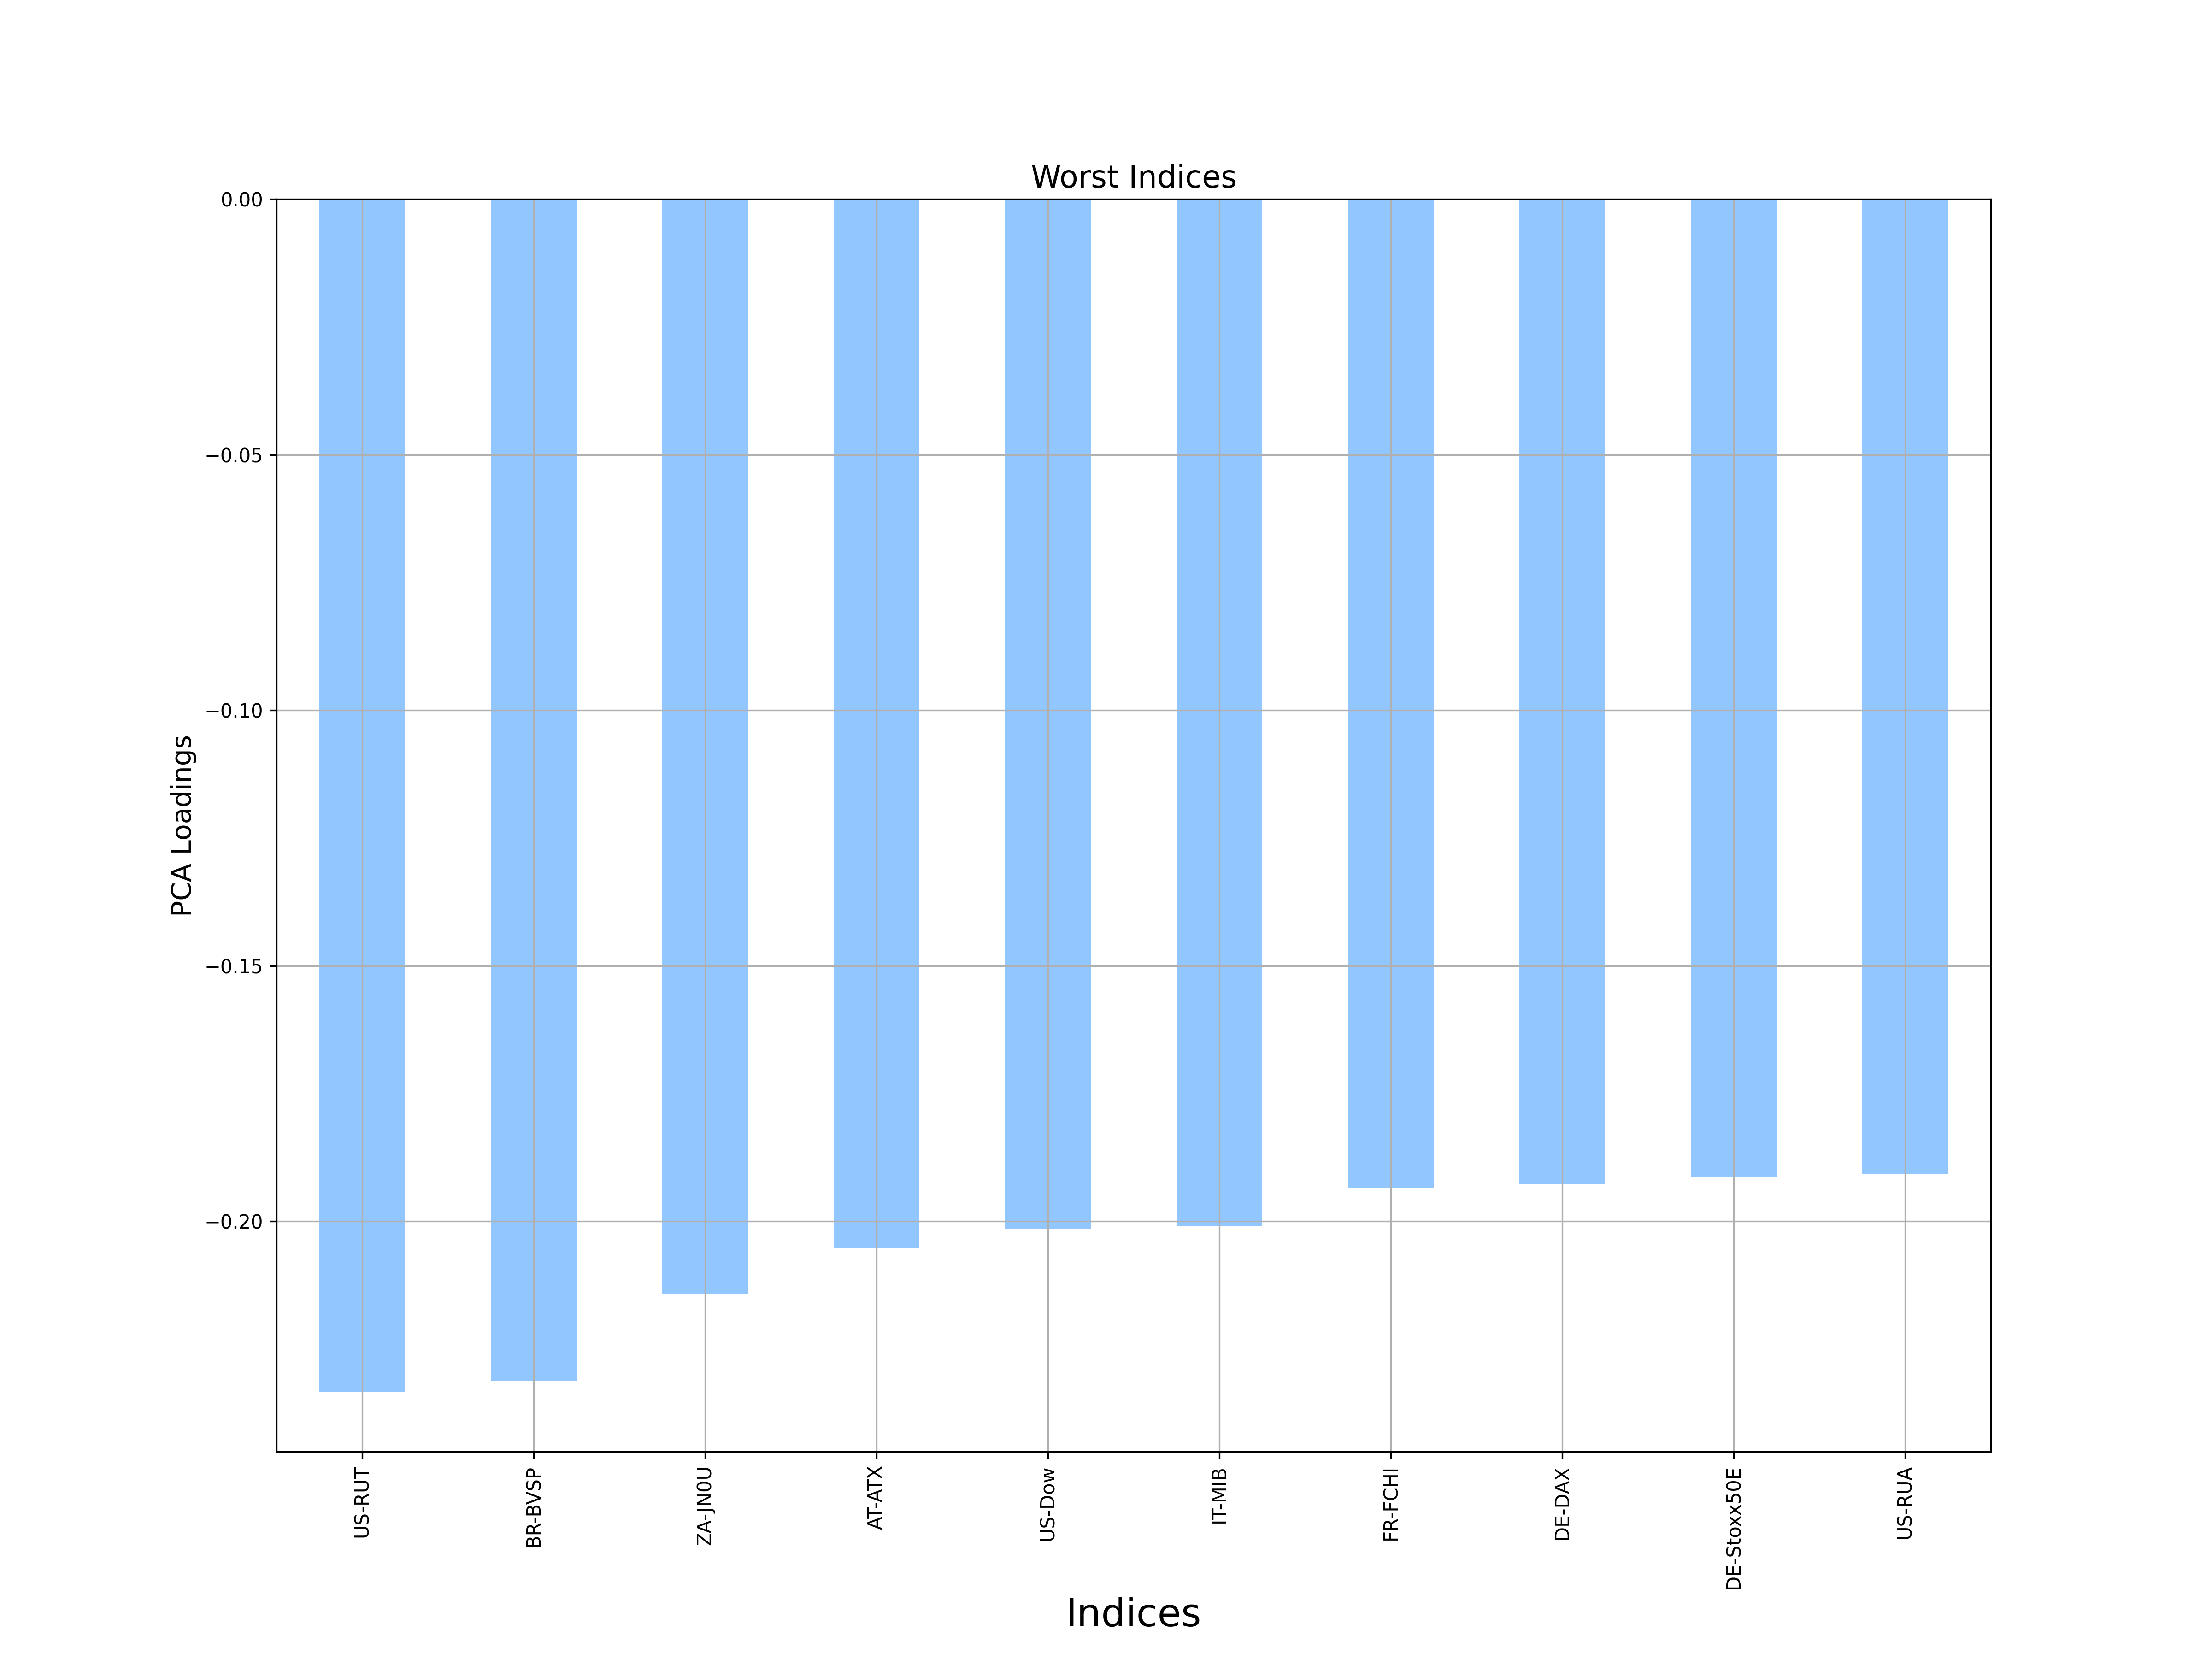 Worst Indices
0.00
−0.05
−0.10
−0.15
−0.20
PCA Loadings
US-RUT
BR-BVSP
ZA-JN0U
AT-ATX
US-Dow
IT-MIB
FR-FCHI
DE-DAX
DE-Stoxx50E
US-RUA
Indices